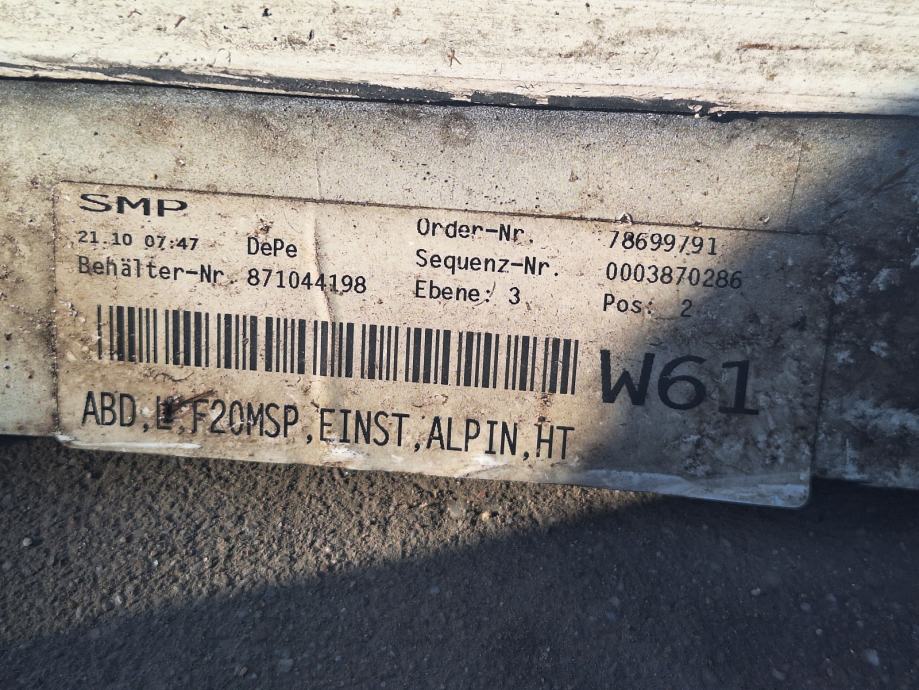 SMP
21.10 07:47 DePe Order-Nr. 78699791
Behälter-Nr. 871044198 Sequenz-Nr. 0003870286
Ebene: 3 Pos: 2
W61
ABD,L,F20MSP,EINST,ALPIN,HT